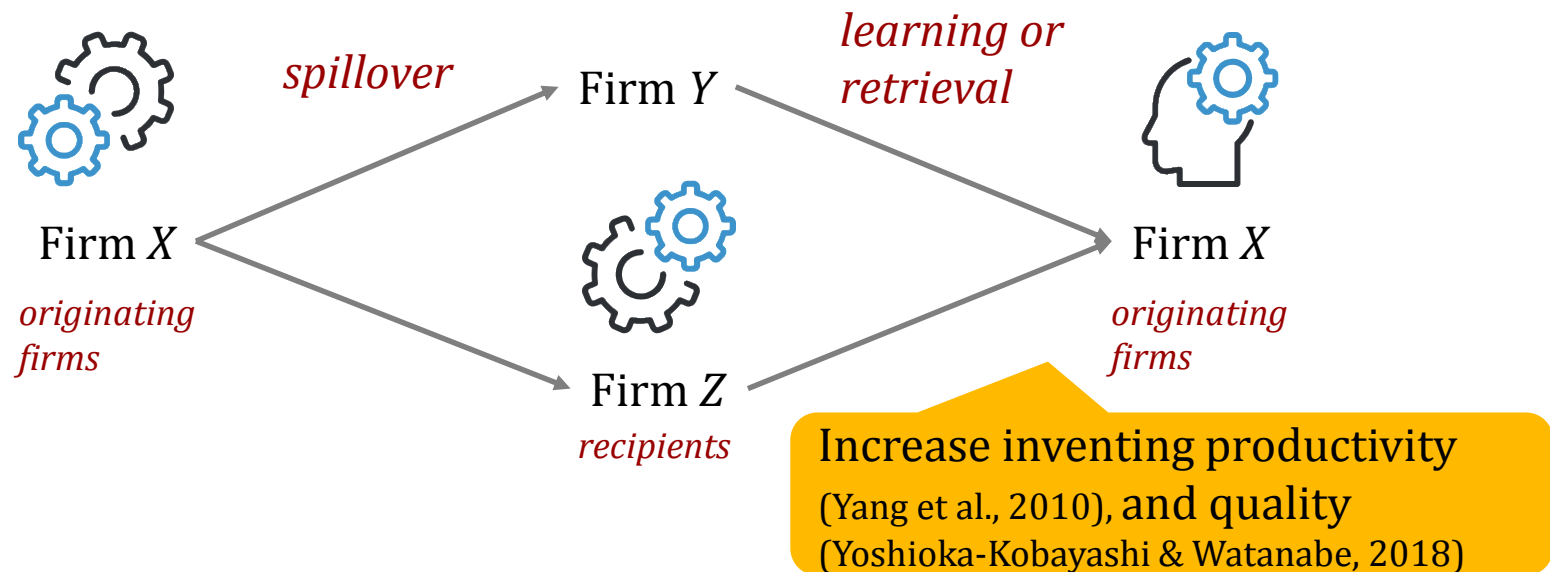 spillover
Firm Y
learning or
retrieval
Firm X
originating
firms
Firm Z
recipients
Firm X
originating
firms
Increase inventing productivity
(Yang et al., 2010), and quality
(Yoshioka-Kobayashi & Watanabe, 2018)